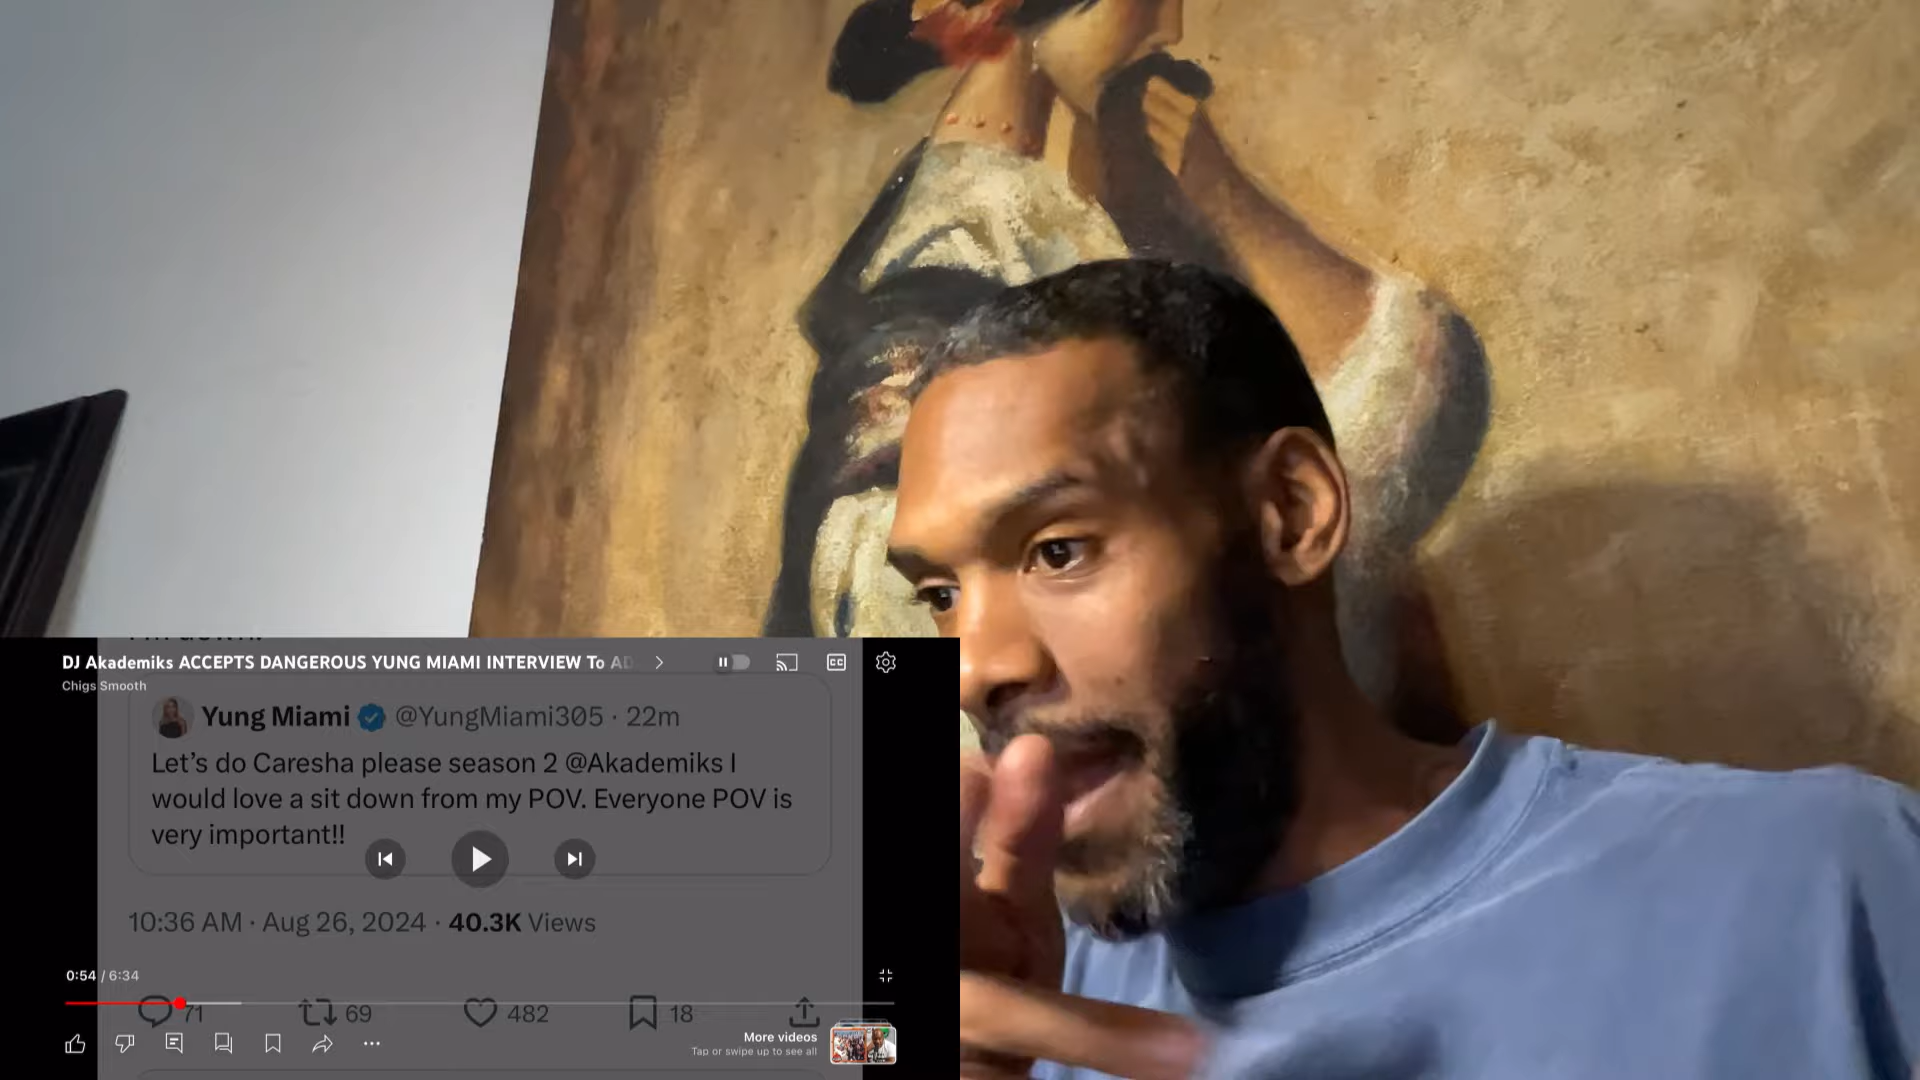 DJ Akademiks ACCEPTS DANGEROUS YUNG MIAMI INTERVIEW To AD
Chigs Smooth
Yung Miami @YungMiami305 · 22m
Let's do Caresha please season 2 @Akademiks I
would love a sit down from my POV. Everyone POV is
very important!!
10:36 AM · Aug 26, 2024 · 40.3K Views
0:54 / 6:34
71 69 482 18
More videos
Tap or swipe up to see all